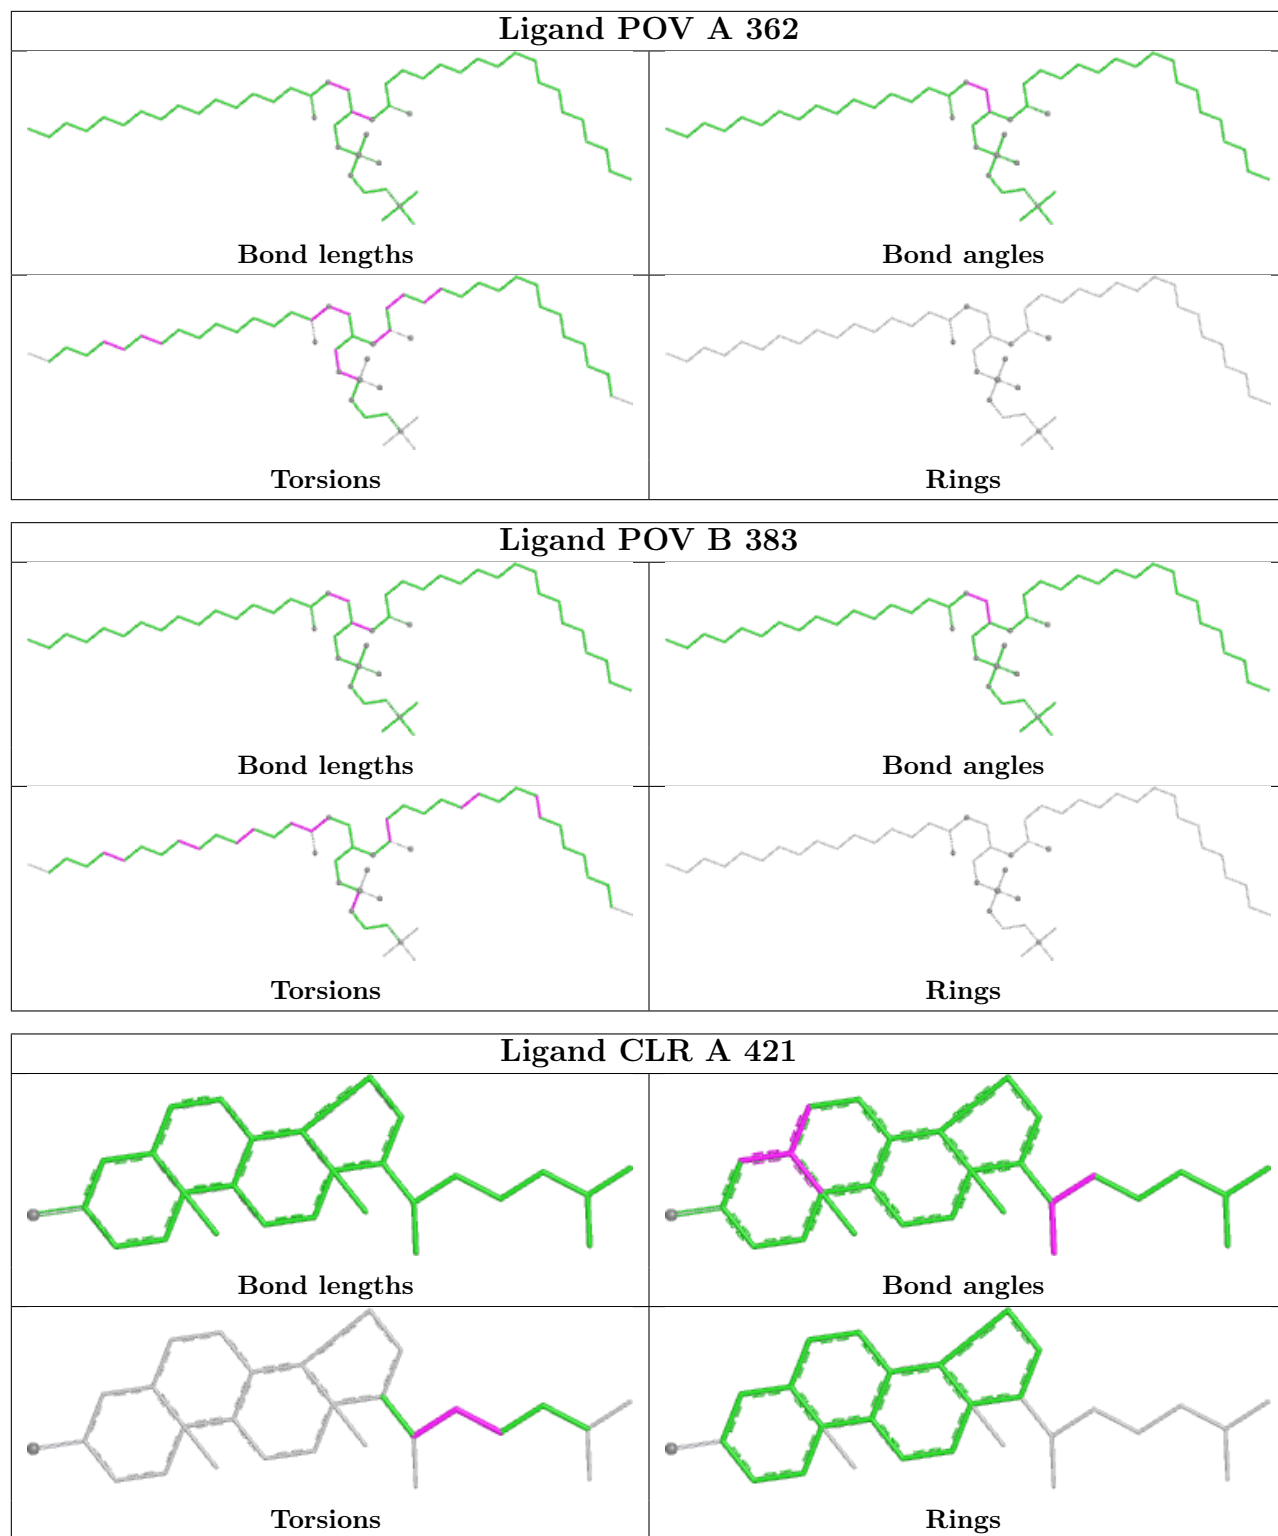 Ligand POV A 362
Bond lengths
Bond angles
Torsions
Rings
Ligand POV B 383
Bond lengths
Bond angles
Torsions
Rings
Ligand CLR A 421
Bond lengths
Bond angles
Torsions
Rings